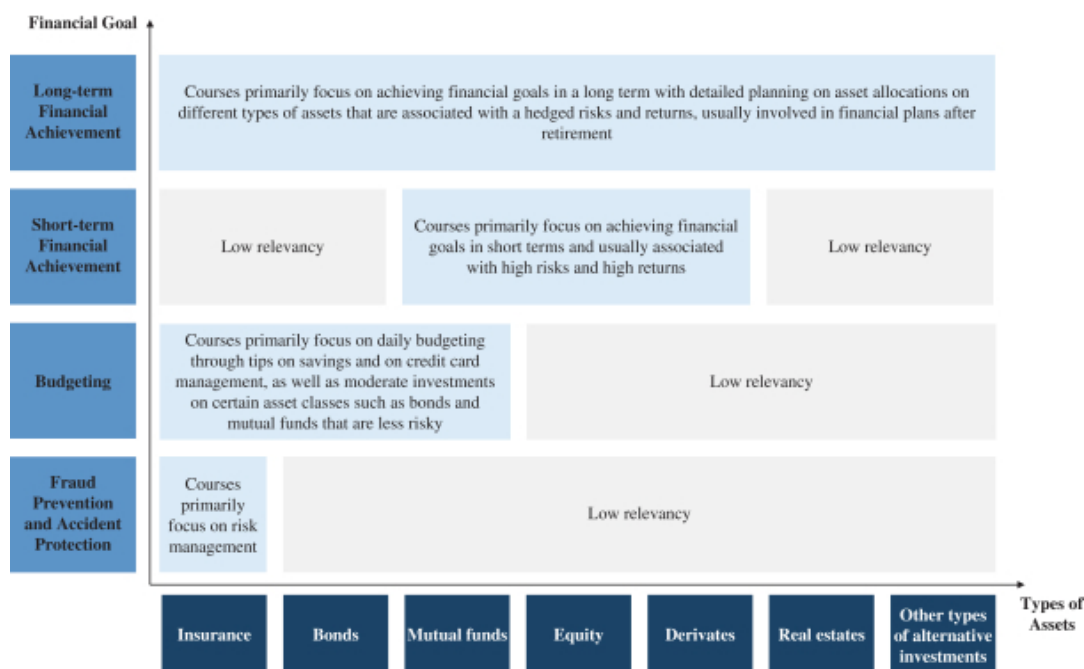 Financial Goal
Long-term
Financial
Achievement
Courses primarily focus on achieving financial goals in a long term with detailed planning on asset allocations on
different types of assets that are associated with a hedged risks and returns, usually involved in financial plans after
retirement
Short-term
Financial
Achievement
Low relevancy
Courses primarily focus on achieving financial
goals in short terms and usually associated
with high risks and high returns
Low relevancy
Budgeting
Courses primarily focus on daily budgeting
through tips on savings and on credit card
management, as well as moderate investments
on certain asset classes such as bonds and
mutual funds that are less risky
Low relevancy
Fraud
Prevention
and Accident
Protection
Courses
primarily
focus on risk
management
Low relevancy
Insurance
Bonds
Mutual funds
Equity
Derivates
Real estates
Other types
of alternative
investments
Types of
Assets